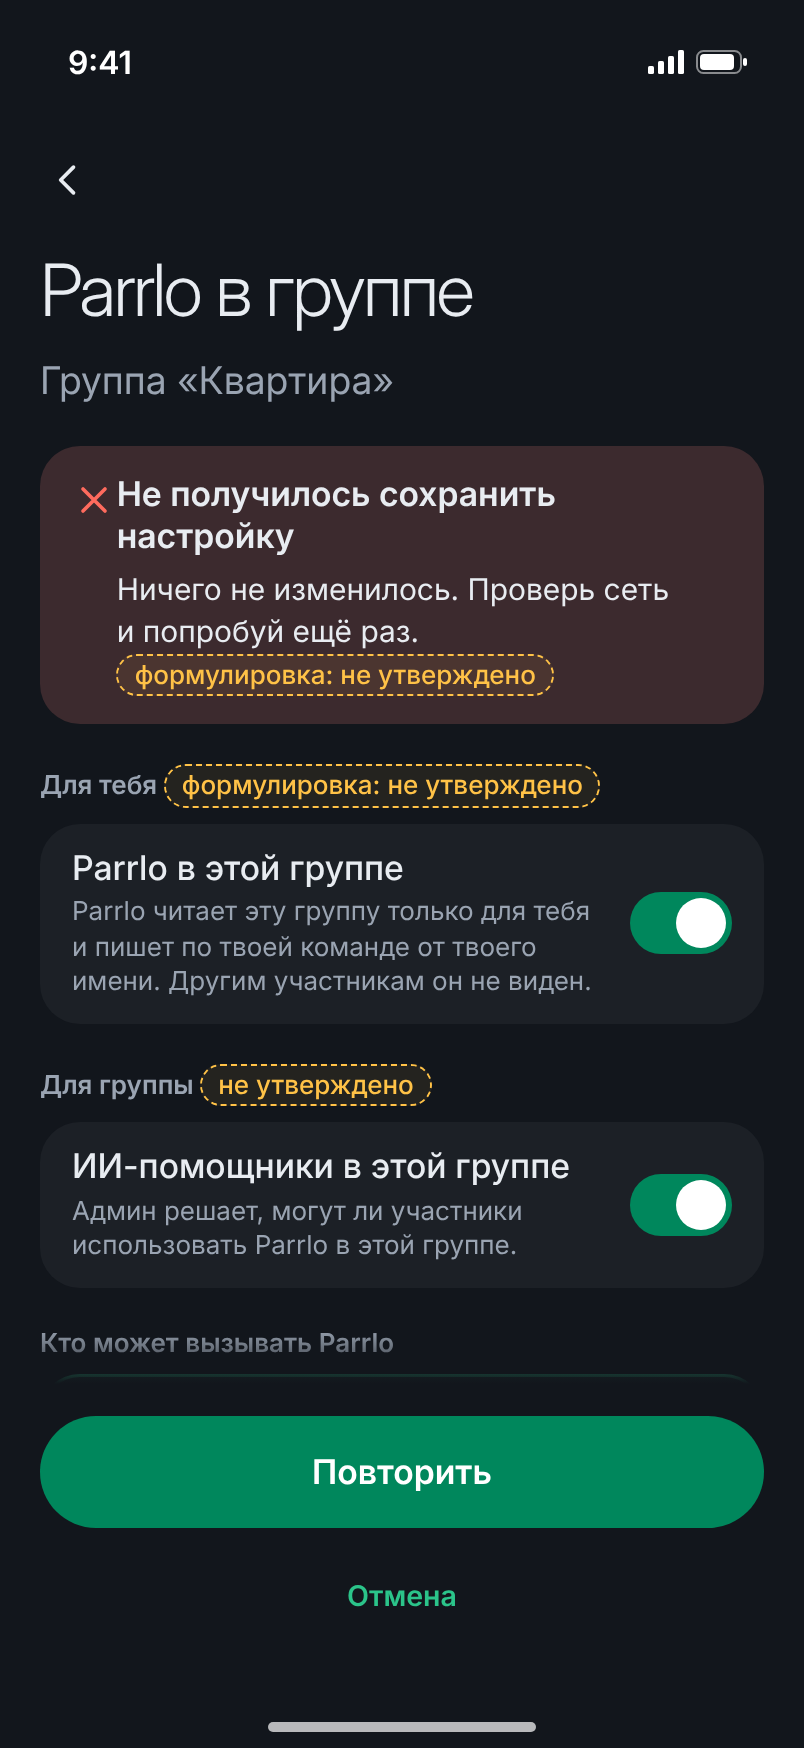 9:41
Parrlo в группе
Группа «Квартира»
Не получилось сохранить
настройку
Ничего не изменилось. Проверь сеть
и попробуй ещё раз.
формулировка: не утверждено
Для тебя формулировка: не утверждено
Parrlo в этой группе
Parrlo читает эту группу только для тебя
и пишет по твоей команде от твоего
имени. Другим участникам он не виден.
Для группы не утверждено
ИИ-помощники в этой группе
Админ решает, могут ли участники
использовать Parrlo в этой группе.
Кто может вызывать Parrlo
Повторить
Отмена